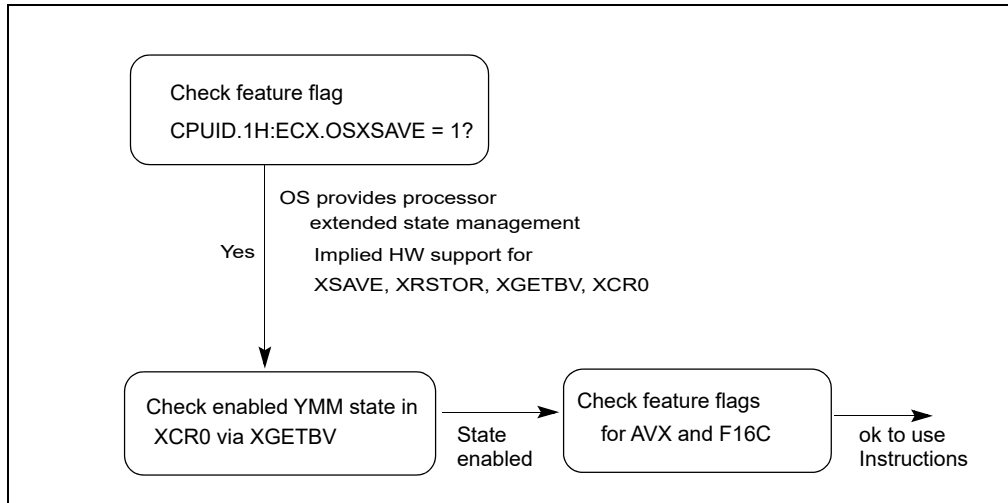 Check feature flag
CPUID.1H:ECX.OSXSAVE = 1?
OS provides processor
extended state management
Yes
Implied HW support for
XSAVE, XRSTOR, XGETBV, XCR0
Check enabled YMM state in
XCR0 via XGETBV
State
enabled
Check feature flags
for AVX and F16C
ok to use
Instructions